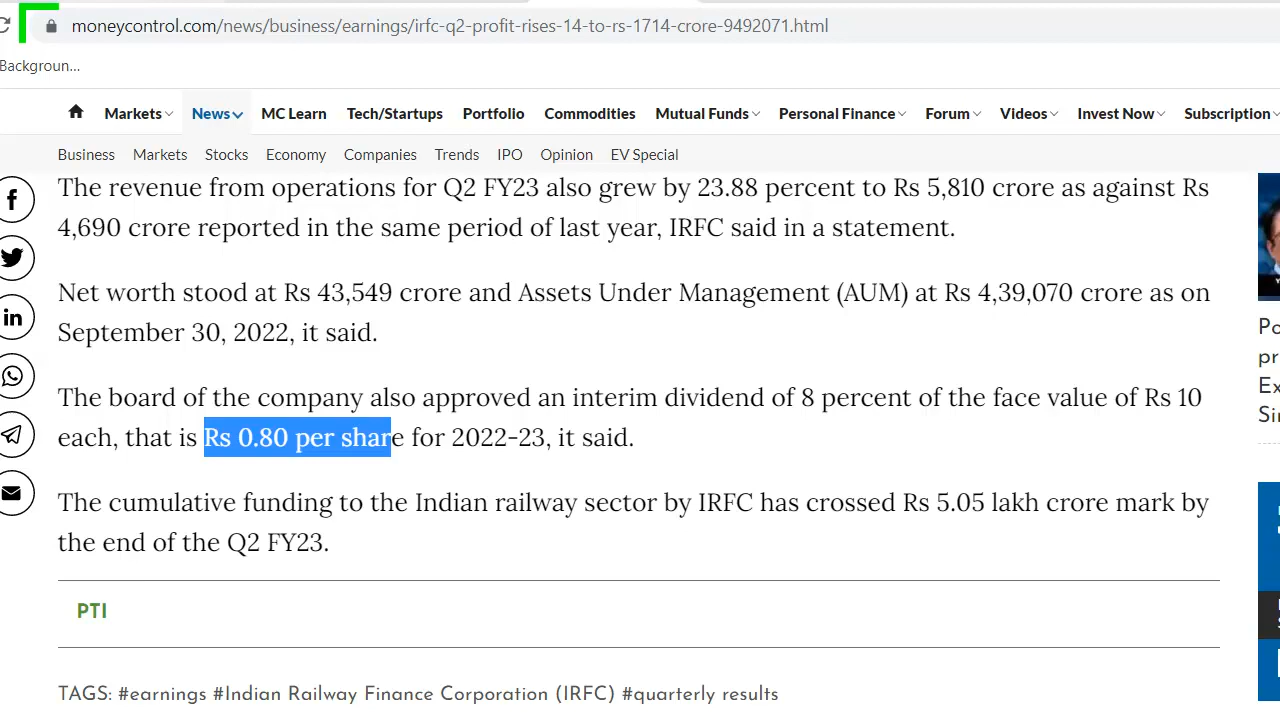 moneycontrol.com/news/business/earnings/irfc-q2-profit-rises-14-to-rs-1714-crore-9492071.html
Backgroun...
Markets News MC Learn Tech/Startups Portfolio Commodities Mutual Funds Personal Finance Forum Videos Invest Now Subscription
Business Markets Stocks Economy Companies Trends IPO Opinion EV Special
The revenue from operations for Q2 FY23 also grew by 23.88 percent to Rs 5,810 crore as against Rs
4,690 crore reported in the same period of last year, IRFC said in a statement.
Net worth stood at Rs 43,549 crore and Assets Under Management (AUM) at Rs 4,39,070 crore as on
September 30, 2022, it said.
The board of the company also approved an interim dividend of 8 percent of the face value of Rs 10
each, that is Rs 0.80 per share for 2022-23, it said.
The cumulative funding to the Indian railway sector by IRFC has crossed Rs 5.05 lakh crore mark by
the end of the Q2 FY23.
PTI
TAGS: #earnings #Indian Railway Finance Corporation (IRFC) #quarterly results
Po
pr
Ex
Sin